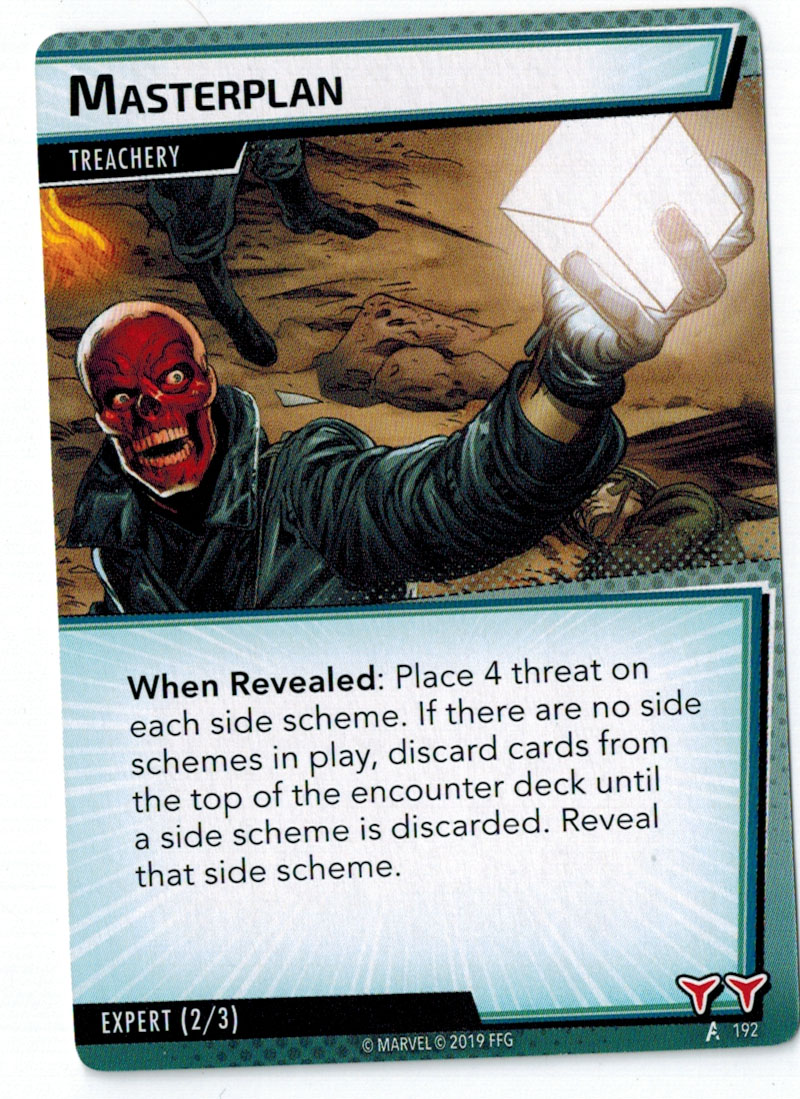 MASTERPLAN
TREACHERY
When Revealed: Place 4 threat on
each side scheme. If there are no side
schemes in play, discard cards from
the top of the encounter deck until
a side scheme is discarded. Reveal
that side scheme.
EXPERT (2/3)
© MARVEL © 2019 FFG
192